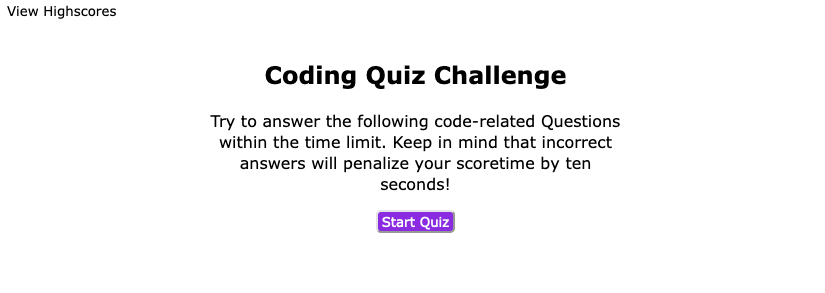 View Highscores
Coding Quiz Challenge
Try to answer the following code-related Questions
within the time limit. Keep in mind that incorrect
answers will penalize your scoretime by ten
seconds!
Start Quiz